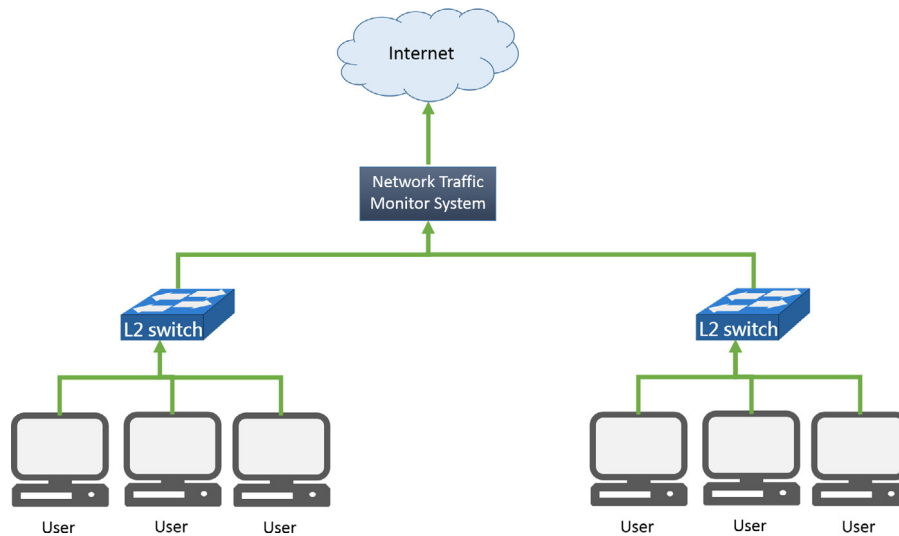 Internet
Network Traffic
Monitor System
L2 switch
L2 switch
User
User
User
User
User
User